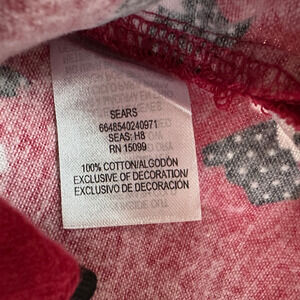 SEARS
6648540240971
SEAS: H8
RN 15099
100% COTTON/ALGODÓN
EXCLUSIVE OF DECORATION/
EXCLUSIVO DE DECORACIÓN